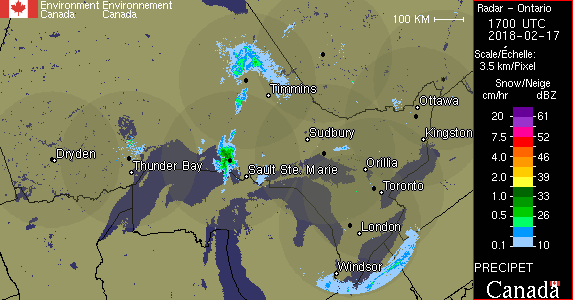 Environment Environnement
Canada Canada
100 KM
Timmins
Ottawa
Sudbury
Kingston
Dryden
Thunder Bay
Sault Ste. Marie
Orillia
Toronto
London
Windsor
Radar - Ontario
1700 UTC
2018-02-17
Scale/Échelle:
3.5 km/Pixel
Snow/Neige
cm/hr dBZ
20 61
7.5 52
4.0 46
2.0 39
1.0 33
0.5 26
0.1 10
PRECIPET
Canada